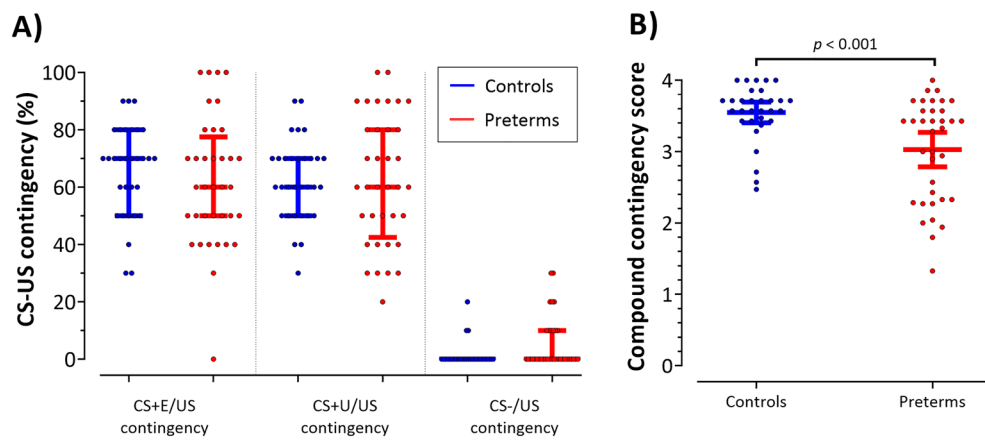 A)
CS-US contingency (%)
100
80
60
40
20
0
Controls
Preterms
CS+E/US
contingency
CS+U/US
contingency
CS-/US
contingency
B)
p < 0.001
Compound contingency score
4
4
3
2
1
0
Controls
Preterms